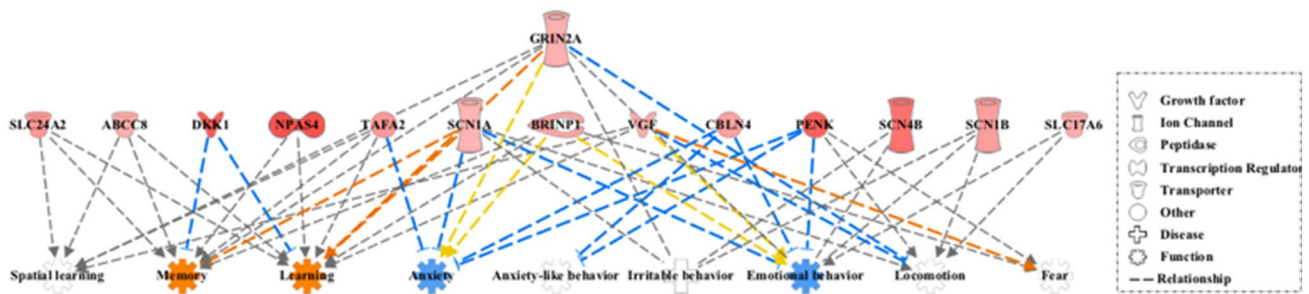 GRIN2A
SLC24A2 ABCC8 DKK1 NPAS4 TAFA2 SCN1A BRINP1 VGF CBLN4 PENK SCN4B SCN1B SLC17A6
Spatial learning Memory Learning Anxiety Anxiety-like behavior Irritable behavior Emotional behavior Locomotion Fear
Growth factor
Ion Channel
Peptidase
Transcription Regulator
Transporter
Other
Disease
Function
Relationship